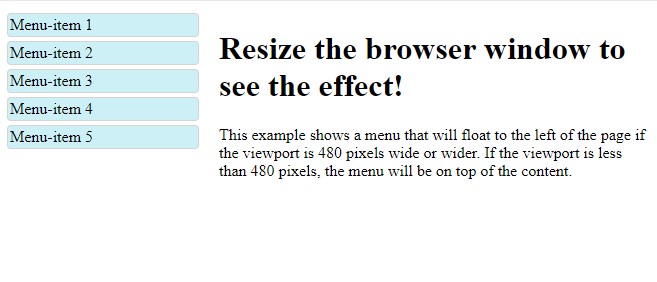 Menu-item 1
Menu-item 2
Menu-item 3
Menu-item 4
Menu-item 5
Resize the browser window to
see the effect!
This example shows a menu that will float to the left of the page if
the viewport is 480 pixels wide or wider. If the viewport is less
than 480 pixels, the menu will be on top of the content.